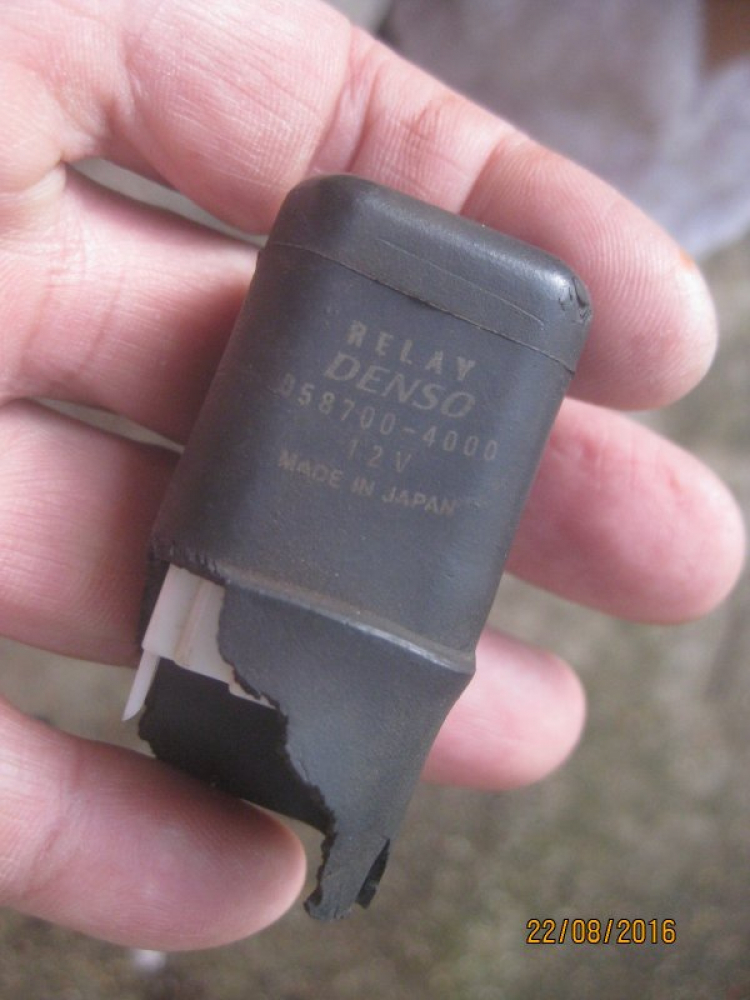 RELAY
DENSO
058700-4000
12V
MADE IN JAPAN
22/08/2016